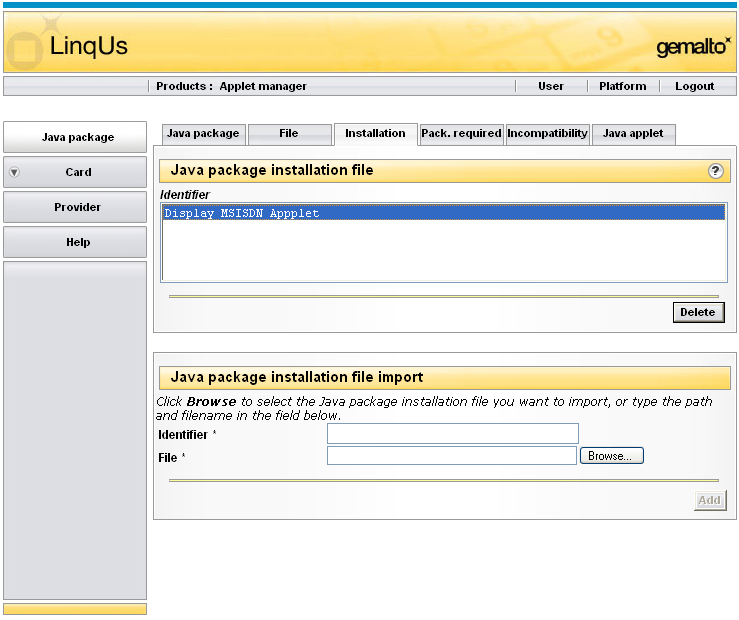 LinqUs
gemalto
Products : Applet manager
User
Platform
Logout
Java package
Card
Provider
Help
Java package
File
Installation
Pack. required
Incompatibility
Java applet
Java package installation file
?
Identifier
Display MSISDN Appplet
Delete
Java package installation file import
Click Browse to select the Java package installation file you want to import, or type the path
and filename in the field below.
Identifier *
File *
Browse...
Add